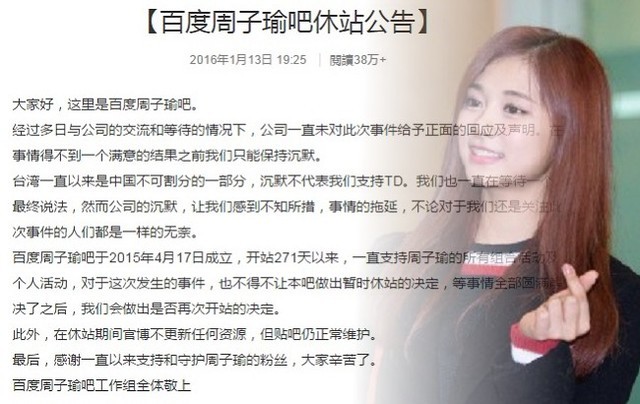 【百度周子瑜吧休站公告】
2016年1月13日 19:25 | 閱讀38万+
大家好，这里是百度周子瑜吧。
经过多日与公司的交流和等待的情况下，公司一直未对此次事件给予正面的回应及声明。在
事情得不到一个满意的结果之前我们只能保持沉默。
台湾一直以来是中国不可割分的一部分，沉默不代表我们支持TD。我们也一直在等待一
最终说法，然而公司的沉默，让我们感到不知所措，事情的拖延，不论对于我们还是关注
次事件的人们都是一样的无奈。
百度周子瑜吧于2015年4月17日成立，开站271天以来，一直支持周子瑜的所有组合活动及
个人活动，对于这次发生的事件，也不得不让本吧做出暂时休站的决定，等事情全部圆满
决了之后，我们会做出是否再次开站的决定。
此外，在休站期间官博不更新任何资源，但贴吧仍正常维护。
最后，感谢一直以来支持和守护周子瑜的粉丝，大家辛苦了。
百度周子瑜吧工作组全体敬上